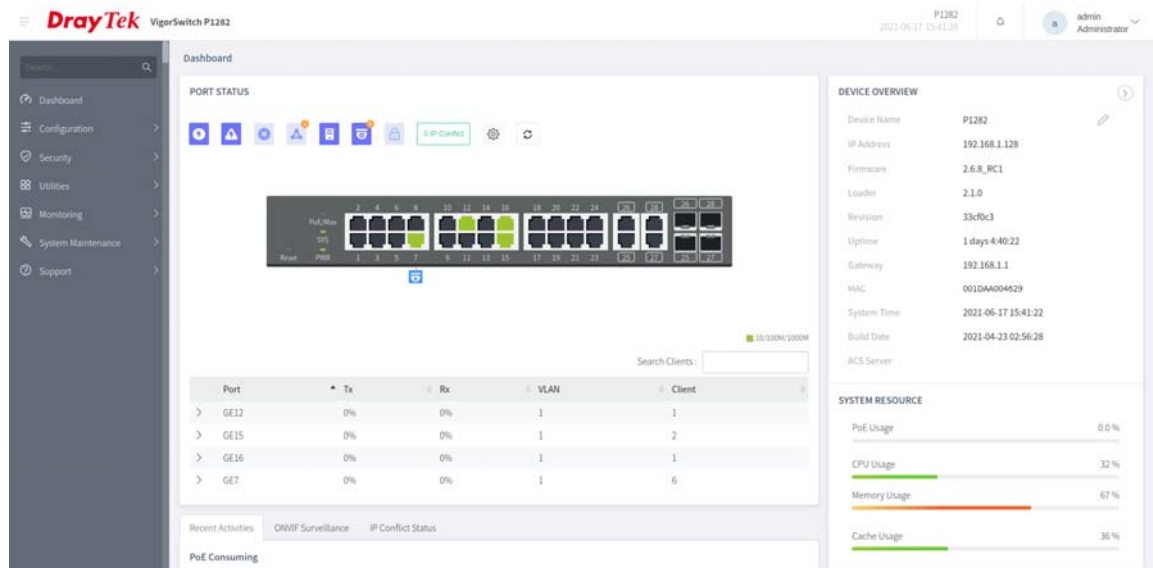 DrayTek VigorSwitch P1282
P1282
2021-06-17 15:41:28
a
admin
Administrator
Search...
Dashboard
Configuration
Security
Utilities
Monitoring
System Maintenance
Support
Dashboard
PORT STATUS
0 IP Conflict
2 4 6 8 10 12 14 16 18 20 22 24 26 28 26 28
PoE/Max
SYS
Reset PWR 1 3 5 7 9 11 13 15 17 19 21 23 25 27 25 27
10/100M/1000M
Search Clients :
Port Tx Rx VLAN Client
GE12 0% 0% 1 1
GE15 0% 0% 1 2
GE16 0% 0% 1 1
GE7 0% 0% 1 6
Recent Activities ONVIF Surveillance IP Conflict Status
PoE Consuming
DEVICE OVERVIEW
Device Name P1282
IP Address 192.168.1.128
Firmware 2.6.8_RC1
Loader 2.1.0
Revision 33cf0c3
Uptime 1 days 4:40:22
Gateway 192.168.1.1
MAC 001DAA004629
System Time 2021-06-17 15:41:22
Build Date 2021-04-23 02:56:28
ACS Server
SYSTEM RESOURCE
PoE Usage 0.0 %
CPU Usage 32 %
Memory Usage 67 %
Cache Usage 36 %